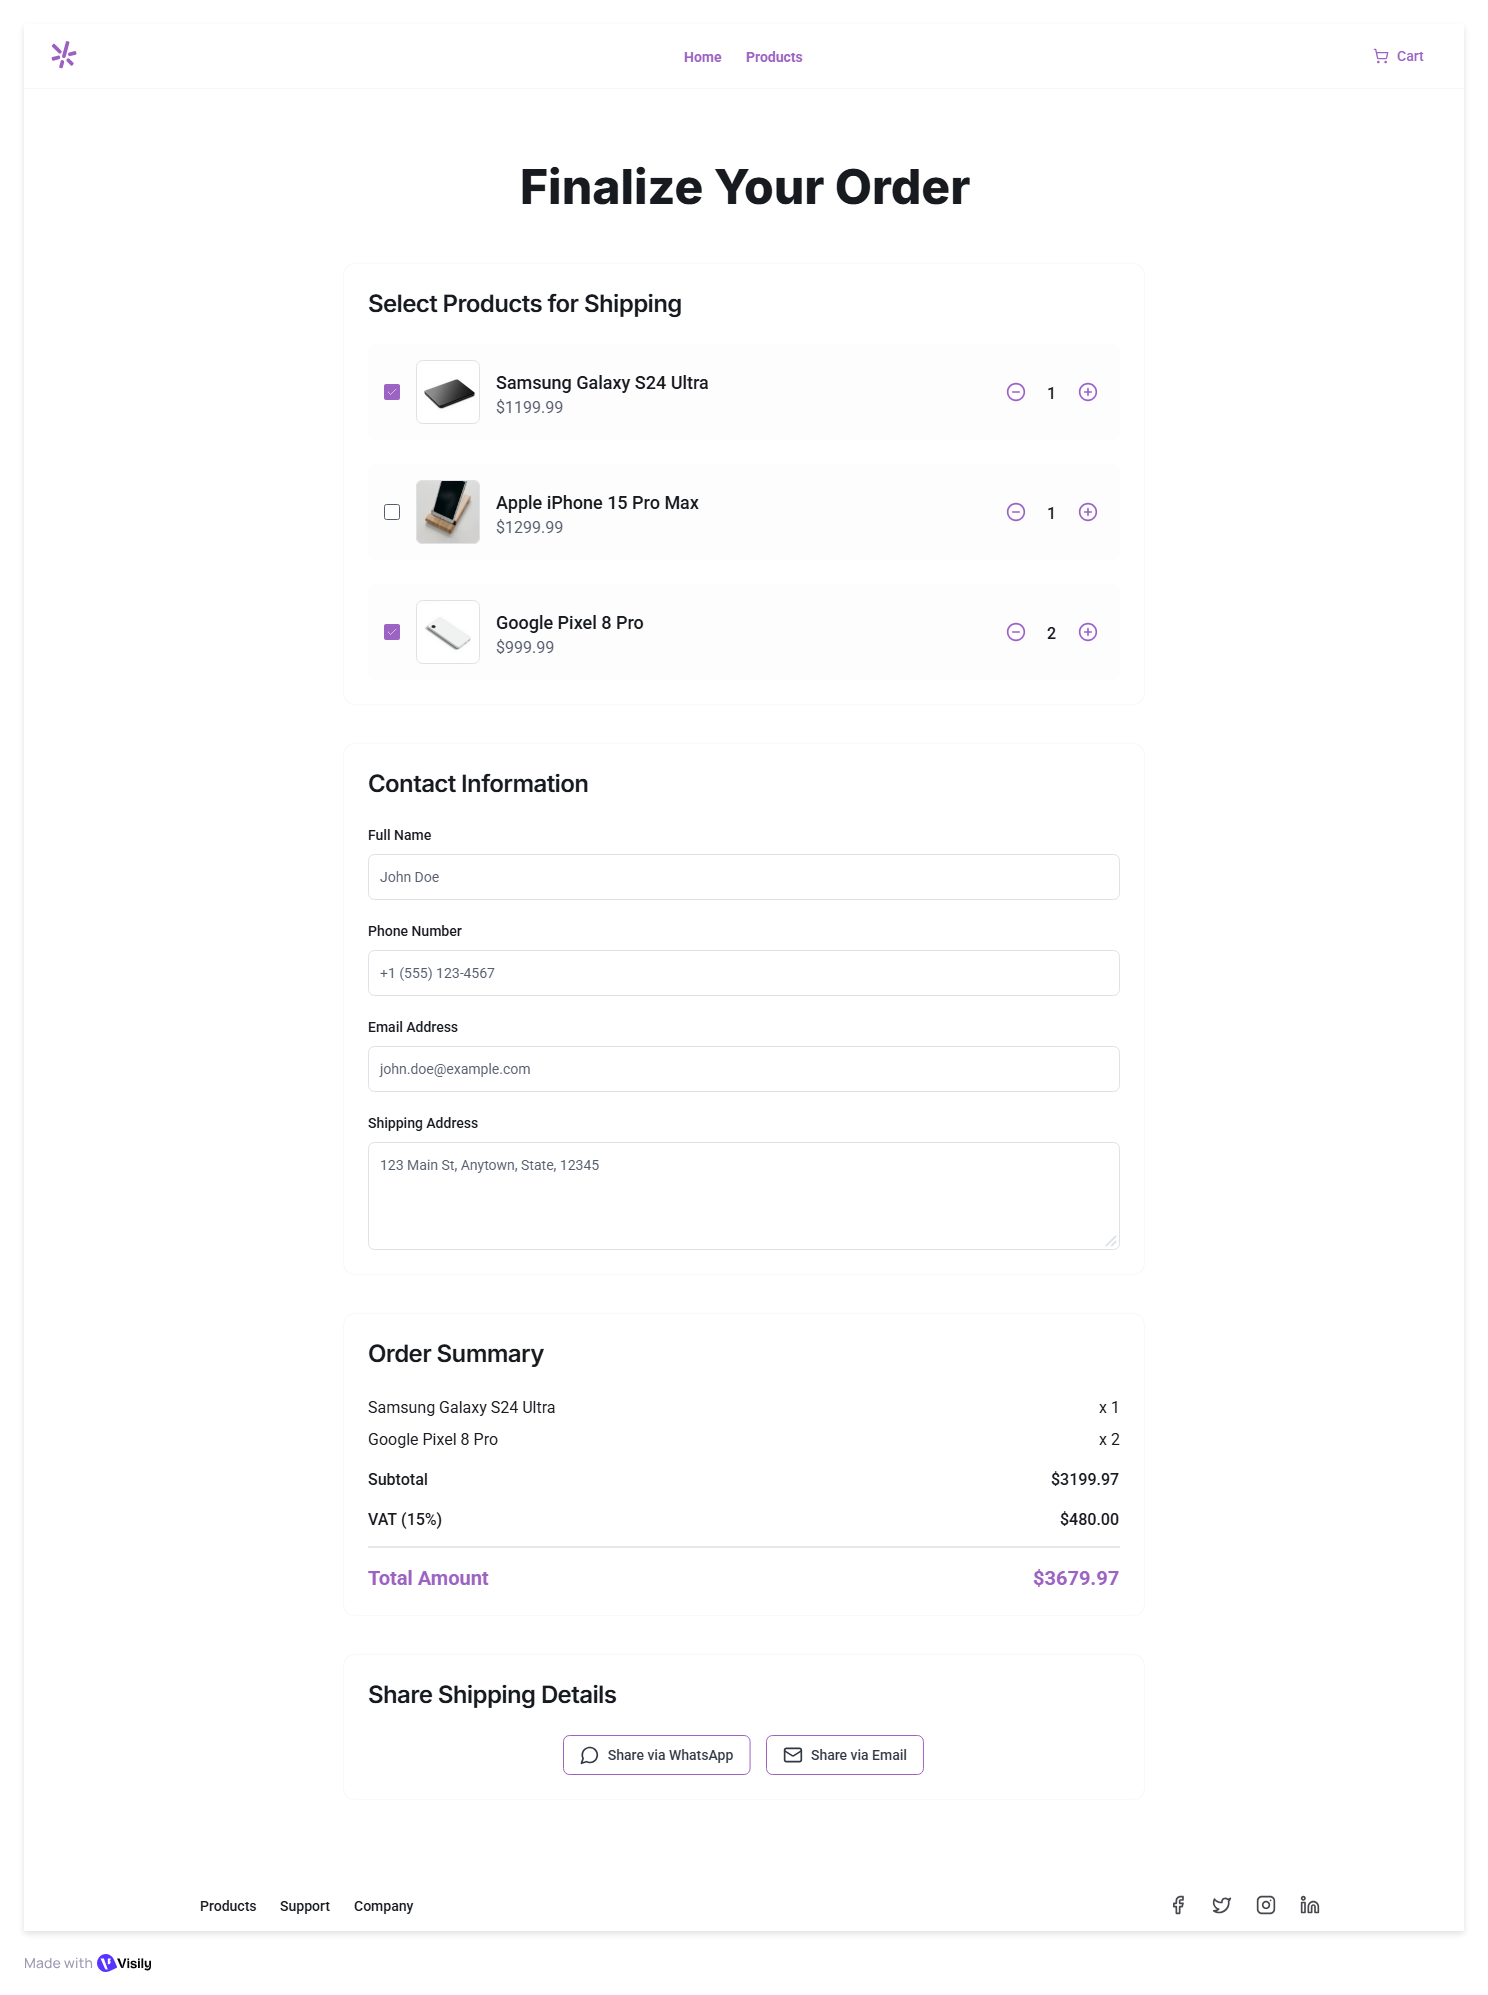 Home Products Cart
Finalize Your Order
Select Products for Shipping
Samsung Galaxy S24 Ultra
$1199.99
1
Apple iPhone 15 Pro Max
$1299.99
1
Google Pixel 8 Pro
$999.99
2
Contact Information
Full Name
John Doe
Phone Number
+1 (555) 123-4567
Email Address
john.doe@example.com
Shipping Address
123 Main St, Anytown, State, 12345
Order Summary
Samsung Galaxy S24 Ultra x 1
Google Pixel 8 Pro x 2
Subtotal $3199.97
VAT (15%) $480.00
Total Amount $3679.97
Share Shipping Details
Share via WhatsApp Share via Email
Products Support Company
Made with Visily